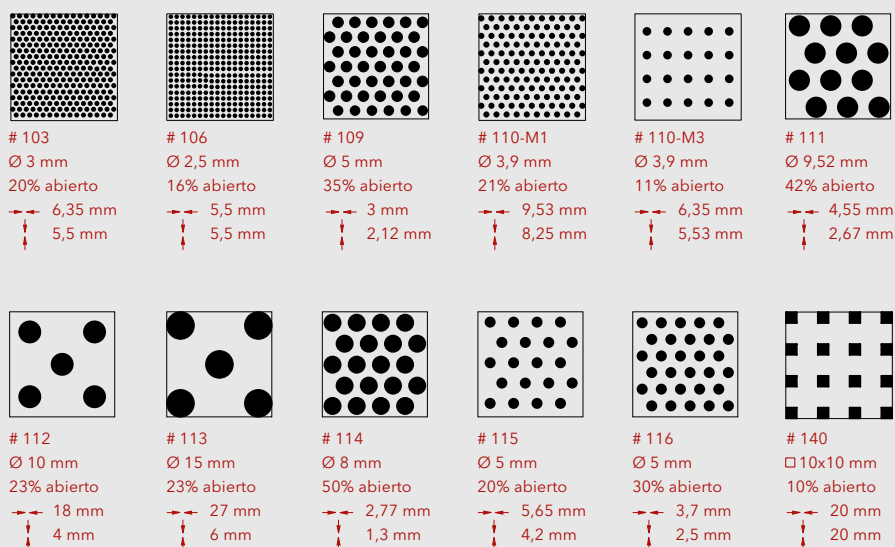 # 103
Ø 3 mm
20% abierto
6,35 mm
5,5 mm
# 106
Ø 2,5 mm
16% abierto
5,5 mm
5,5 mm
# 109
Ø 5 mm
35% abierto
3 mm
2,12 mm
# 110-M1
Ø 3,9 mm
21% abierto
9,53 mm
8,25 mm
# 110-M3
Ø 3,9 mm
11% abierto
6,35 mm
5,53 mm
# 111
Ø 9,52 mm
42% abierto
4,55 mm
2,67 mm
# 112
Ø 10 mm
23% abierto
18 mm
4 mm
# 113
Ø 15 mm
23% abierto
27 mm
6 mm
# 114
Ø 8 mm
50% abierto
2,77 mm
1,3 mm
# 115
Ø 5 mm
20% abierto
5,65 mm
4,2 mm
# 116
Ø 5 mm
30% abierto
3,7 mm
2,5 mm
# 140
□ 10x10 mm
10% abierto
20 mm
20 mm